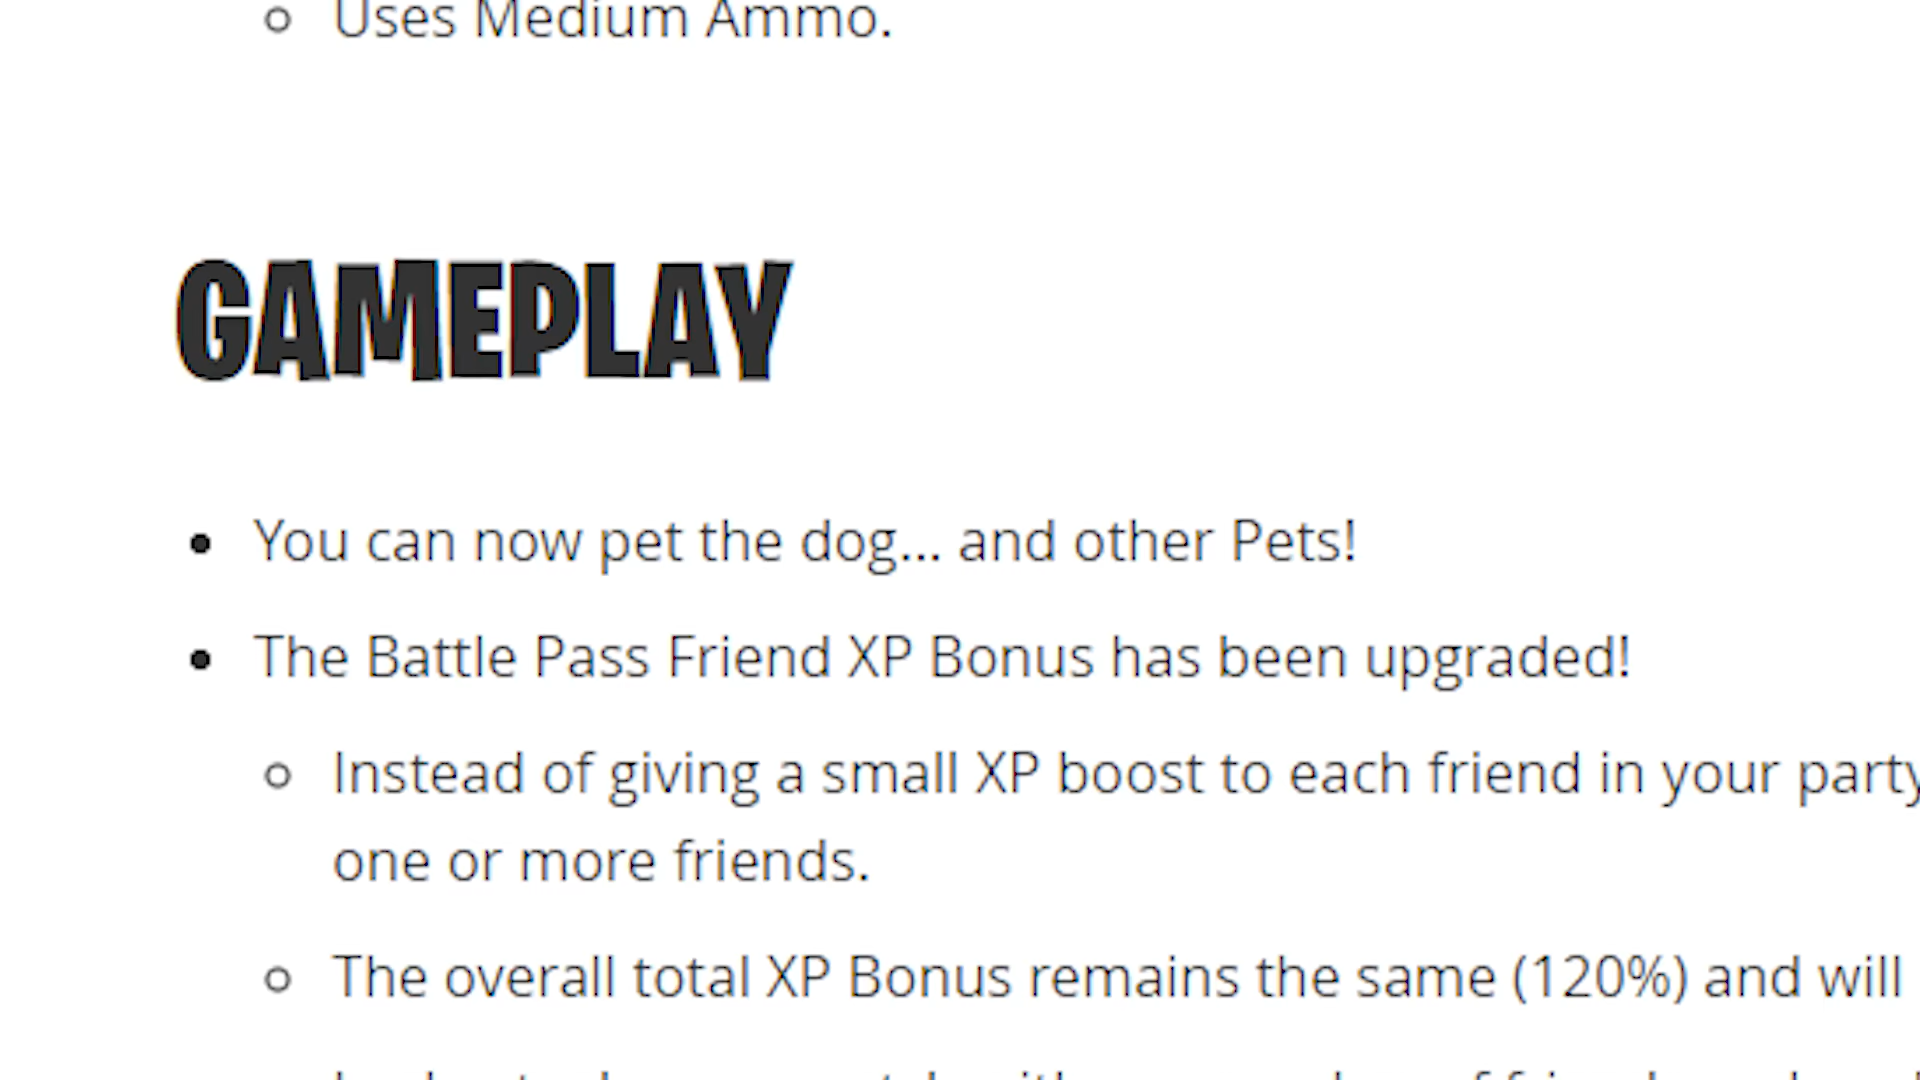 Uses Medium Ammo.
GAMEPLAY
You can now pet the dog... and other Pets!
The Battle Pass Friend XP Bonus has been upgraded!
Instead of giving a small XP boost to each friend in your party
one or more friends.
The overall total XP Bonus remains the same (120%) and will